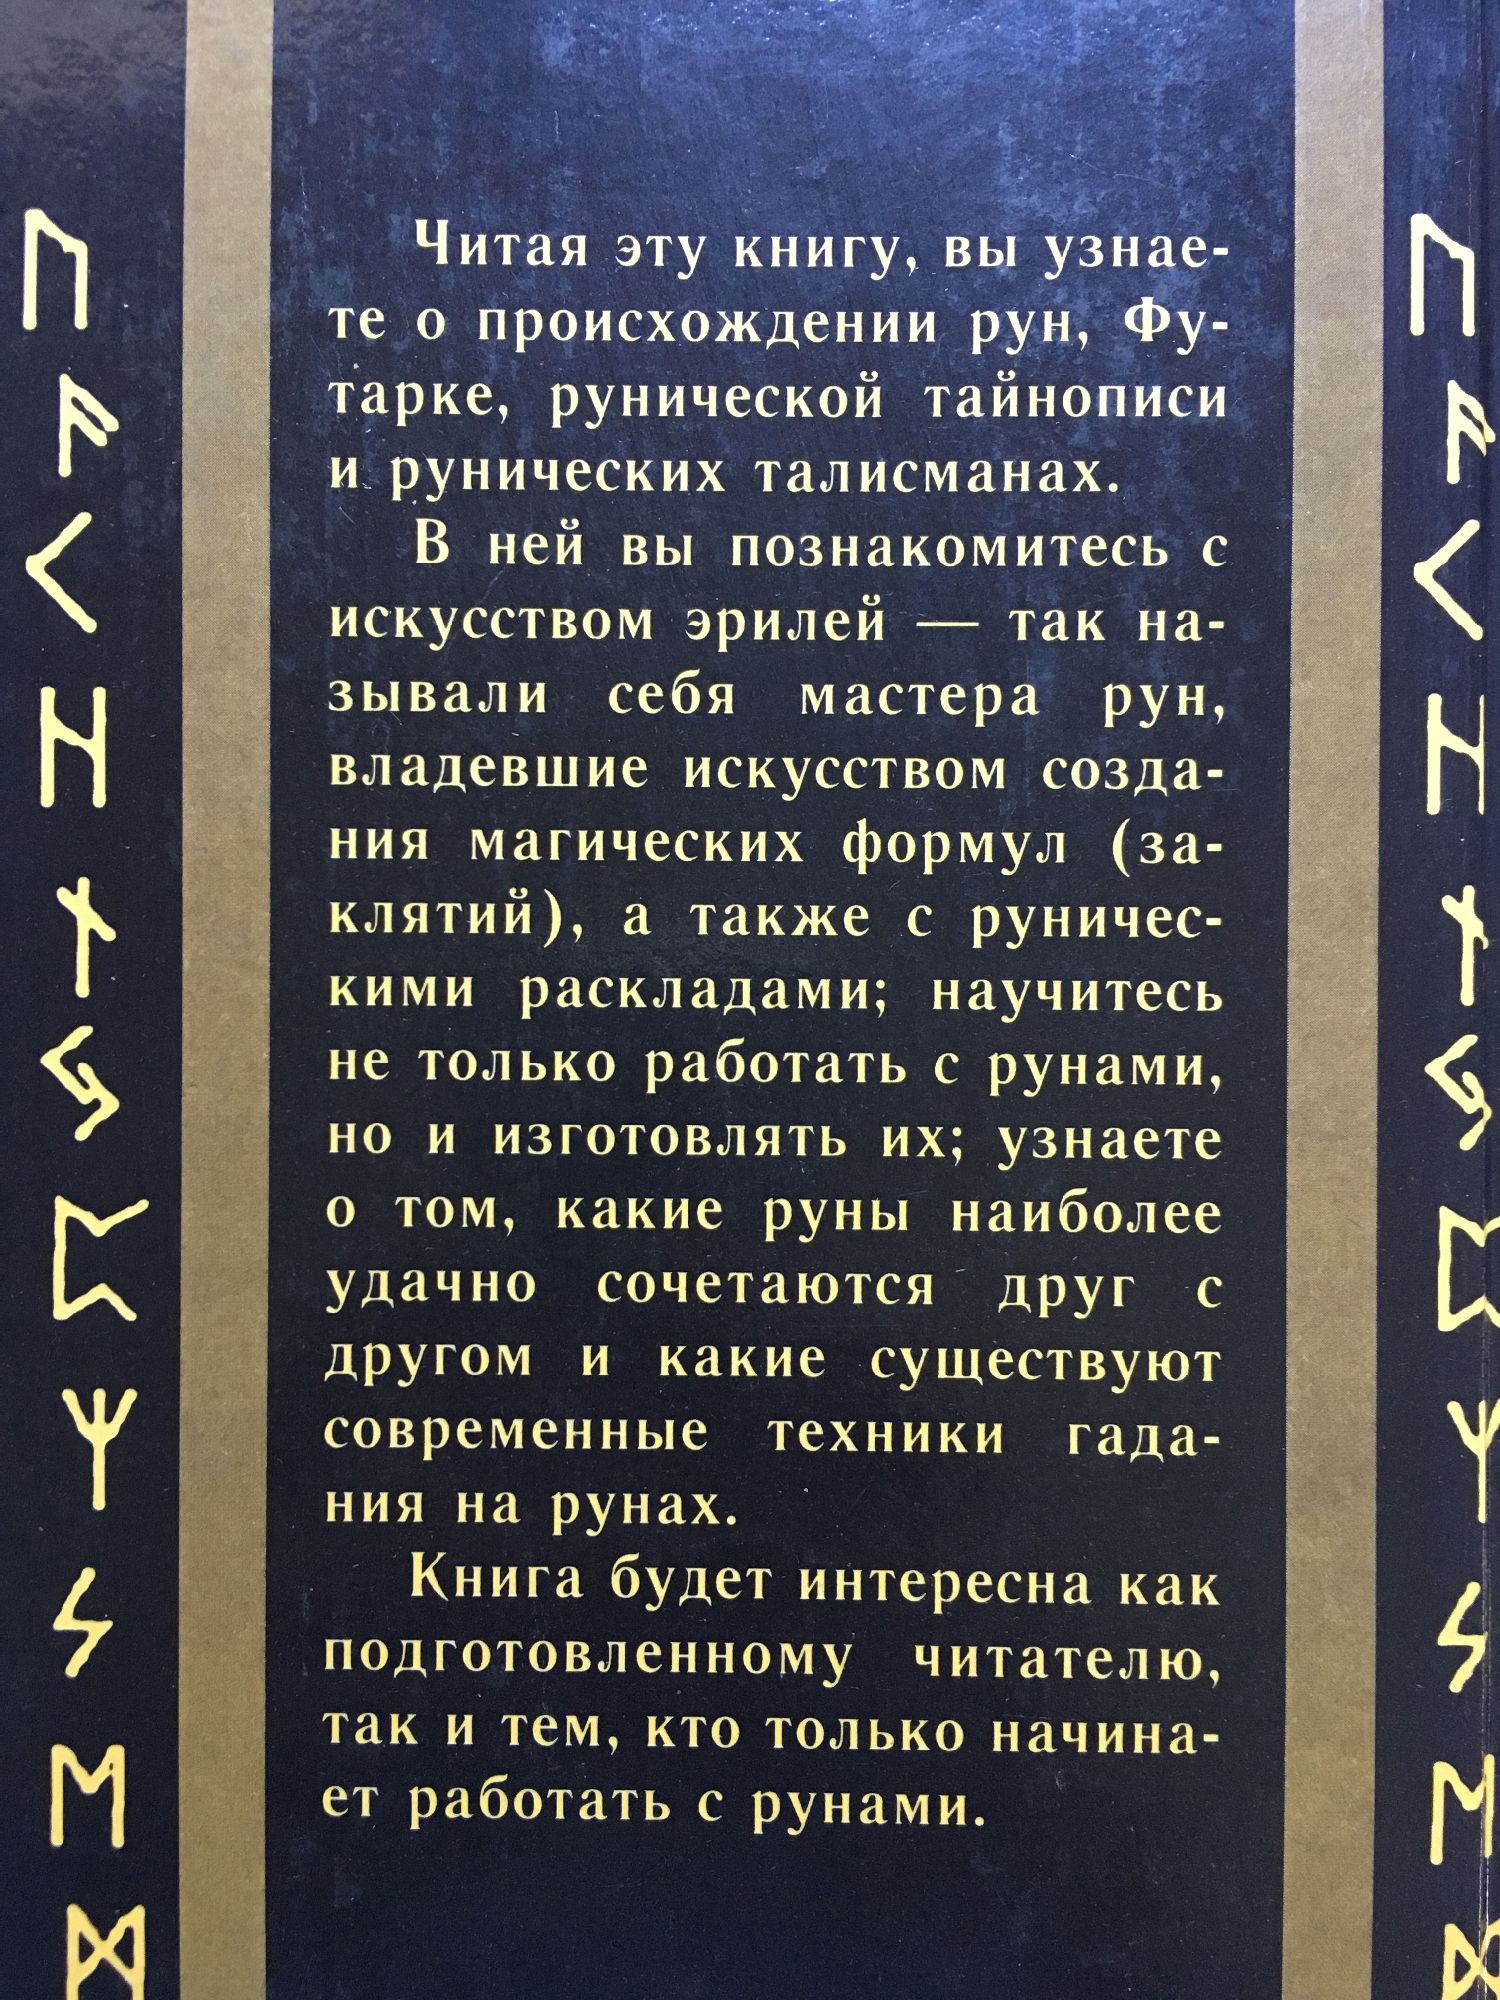 Читая эту книгу, вы узнае-
те о происхождении рун, Фу-
тарке, рунической тайнописи
и рунических талисманах.
В ней вы познакомитесь с
искусством эрилей — так на-
зывали себя мастера рун,
владевшие искусством созда-
ния магических формул (за-
клятий), а также с руничес-
кими раскладами; научитесь
не только работать с рунами,
но и изготовлять их; узнаете
о том, какие руны наиболее
удачно сочетаются друг с
другом и какие существуют
современные техники гада-
ния на рунах.
Книга будет интересна как
подготовленному читателю,
так и тем, кто только начина-
ет работать с рунами.